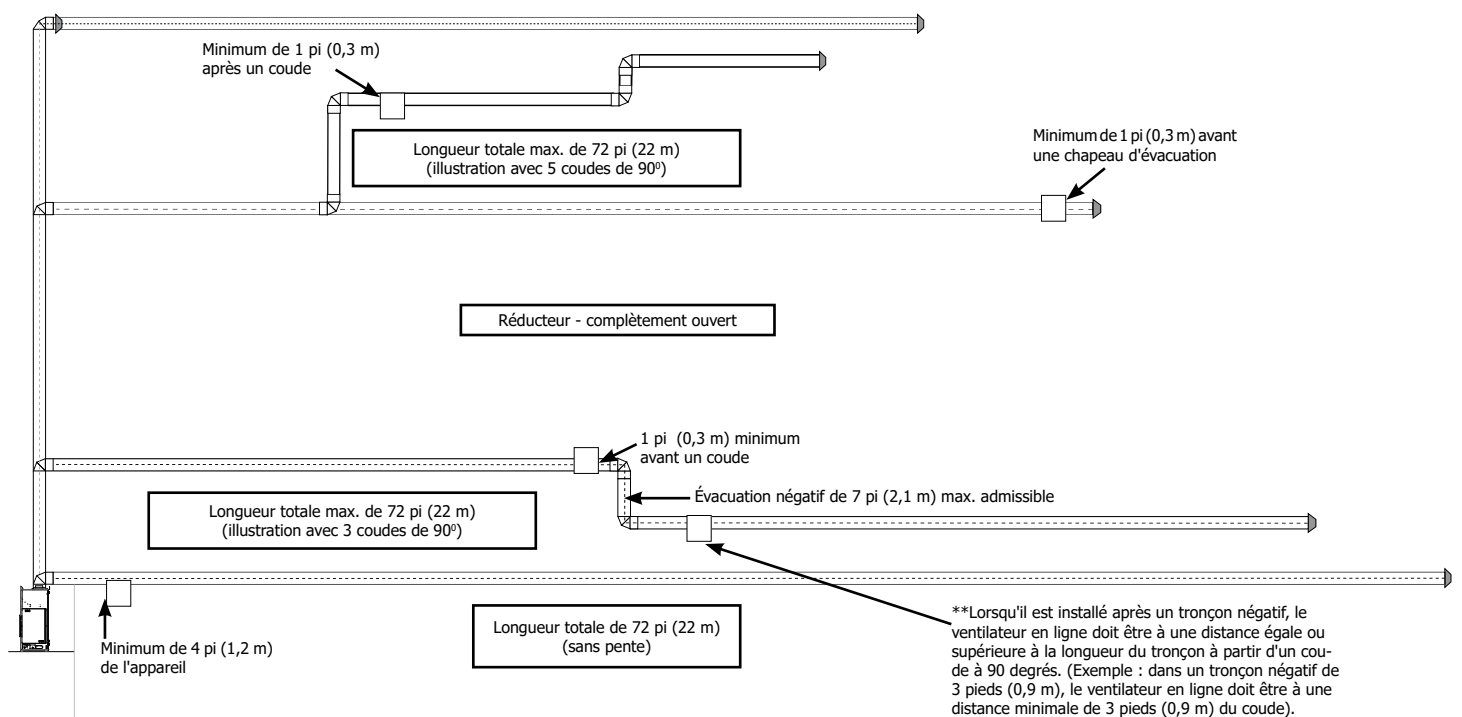 Minimum de 1 pi (0,3 m)
après un coude
Longueur totale max. de 72 pi (22 m)
(illustration avec 5 coudes de 90⁰)
Minimum de 1 pi (0,3 m) avant
une chapeau d'évacuation
Réducteur - complètement ouvert
1 pi (0,3 m) minimum
avant un coude
Évacuation négatif de 7 pi (2,1 m) max. admissible
Longueur totale max. de 72 pi (22 m)
(illustration avec 3 coudes de 90⁰)
Minimum de 4 pi (1,2 m)
de l'appareil
Longueur totale de 72 pi (22 m)
(sans pente)
**Lorsqu'il est installé après un tronçon négatif, le
ventilateur en ligne doit être à une distance égale ou
supérieure à la longueur du tronçon à partir d'un cou-
de à 90 degrés. (Exemple : dans un tronçon négatif de
3 pieds (0,9 m), le ventilateur en ligne doit être à une
distance minimale de 3 pieds (0,9 m) du coude).